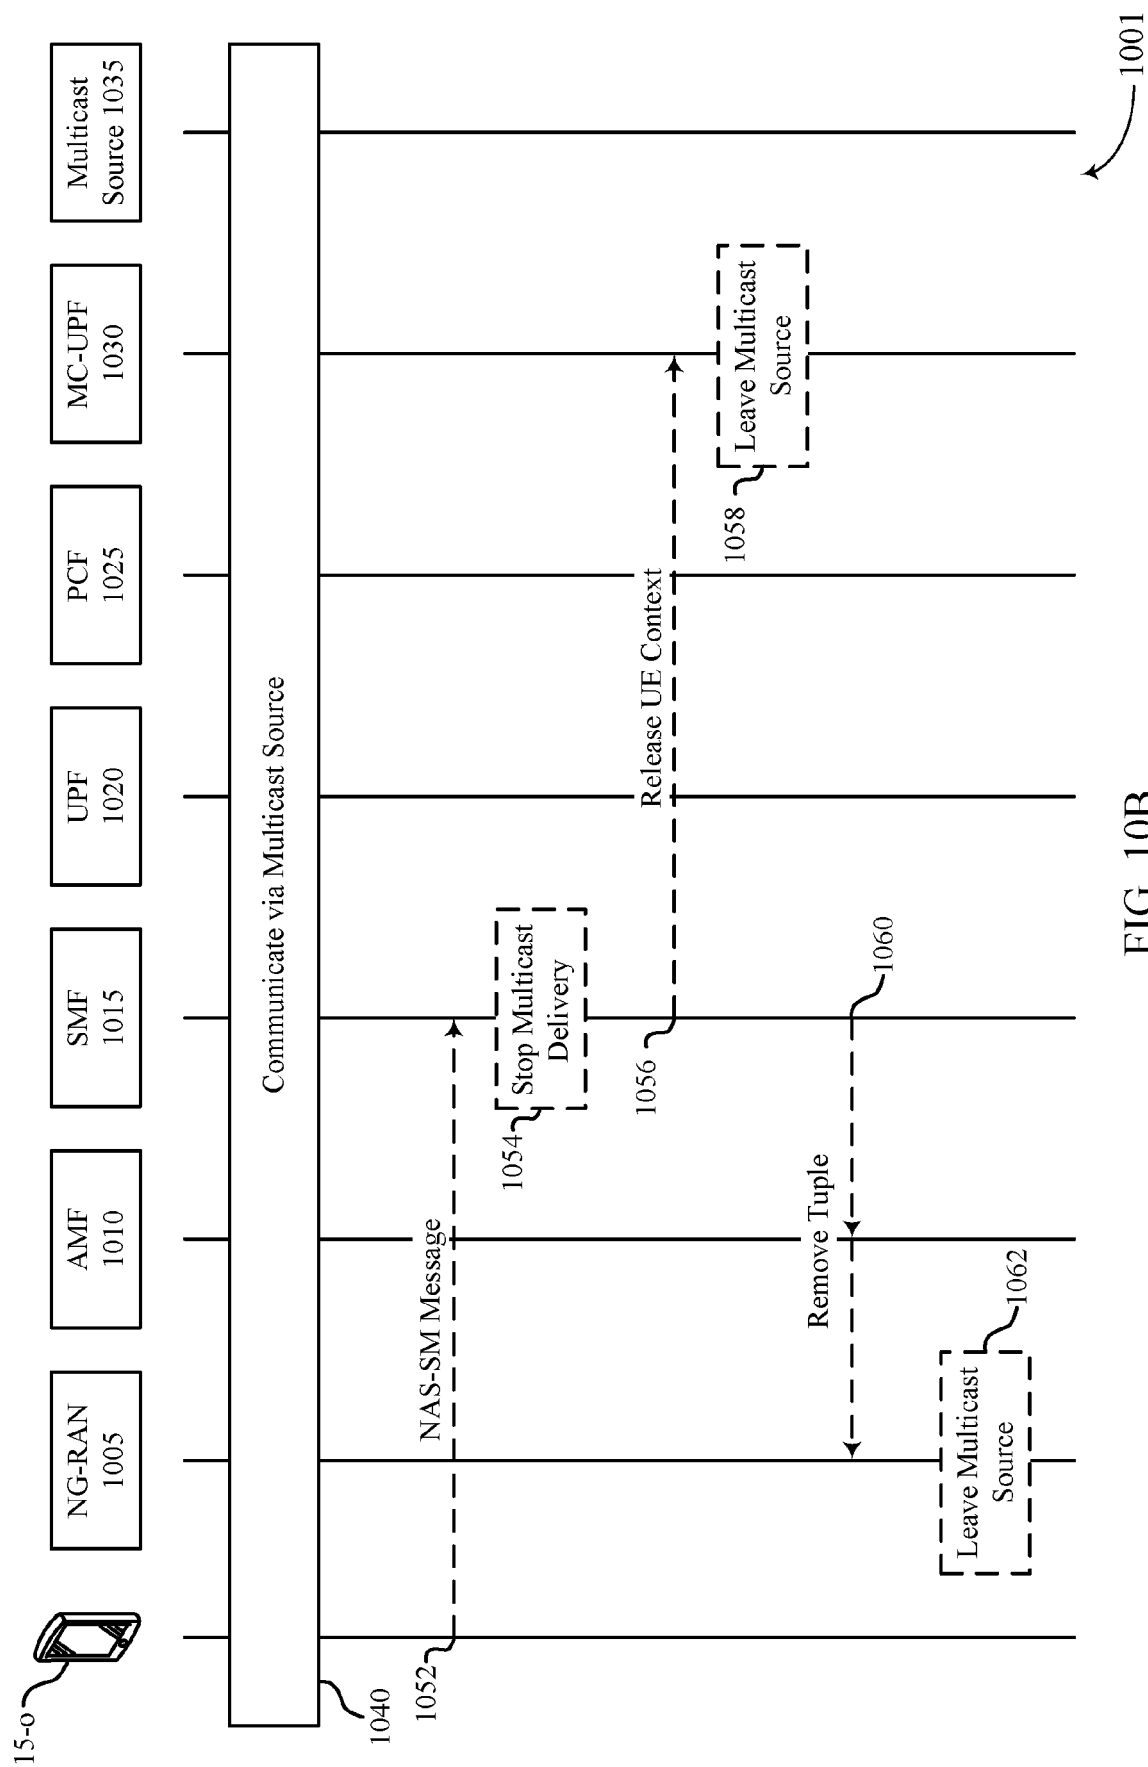 15-o
NG-RAN
1005
AMF
1010
SMF
1015
UPF
1020
PCF
1025
MC-UPF
1030
Multicast
Source 1035
Communicate via Multicast Source
1040
NAS-SM Message
1052
Stop Multicast
Delivery
1054
Release UE Context
1056
Leave Multicast
Source
1058
Remove Tuple
1060
Leave Multicast
Source
1062
1001
FIG. 10B